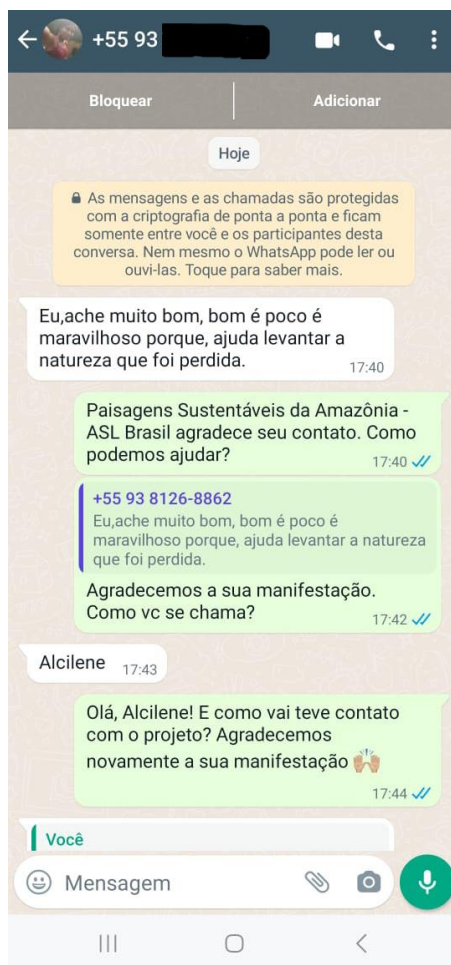 +55 93
Bloquear
Adicionar
Hoje
As mensagens e as chamadas são protegidas
com a criptografia de ponta a ponta e ficam
somente entre você e os participantes desta
conversa. Nem mesmo o WhatsApp pode ler ou
ouvi-las. Toque para saber mais.
Eu,ache muito bom, bom é poco é
maravilhoso porque, ajuda levantar a
natureza que foi perdida.
17:40
Paisagens Sustentáveis da Amazônia -
ASL Brasil agradece seu contato. Como
podemos ajudar?
17:40
+55 93 8126-8862
Eu,ache muito bom, bom é poco é
maravilhoso porque, ajuda levantar a natureza
que foi perdida.
Agradecemos a sua manifestação.
Como vc se chama?
17:42
Alcilene
17:43
Olá, Alcilene! E como vai teve contato
com o projeto? Agradecemos
novamente a sua manifestação
17:44
Você
Mensagem